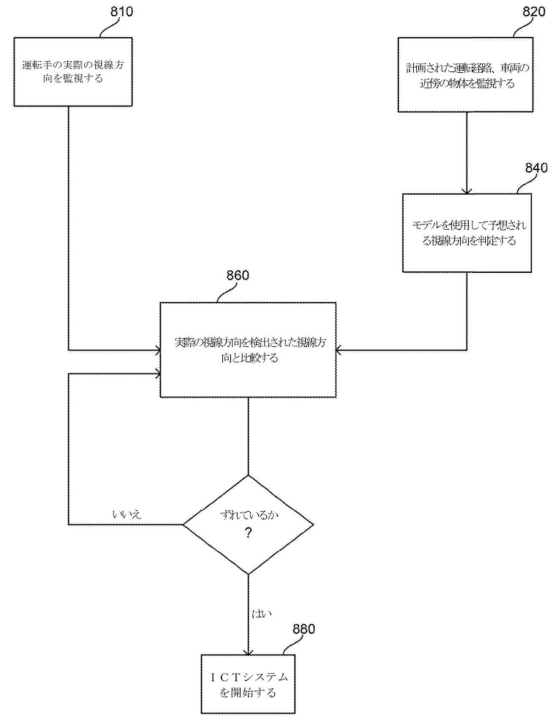 810
運転手の実際の視線方
向を監視する
820
計画された運転経路、車両の
近傍の物体を監視する
840
モデルを使用して予想され
る視線方向を判定する
860
実際の視線方向を検出された視線方
向と比較する
ずれているか
?
いいえ
はい
880
ICTシステム
を開始する